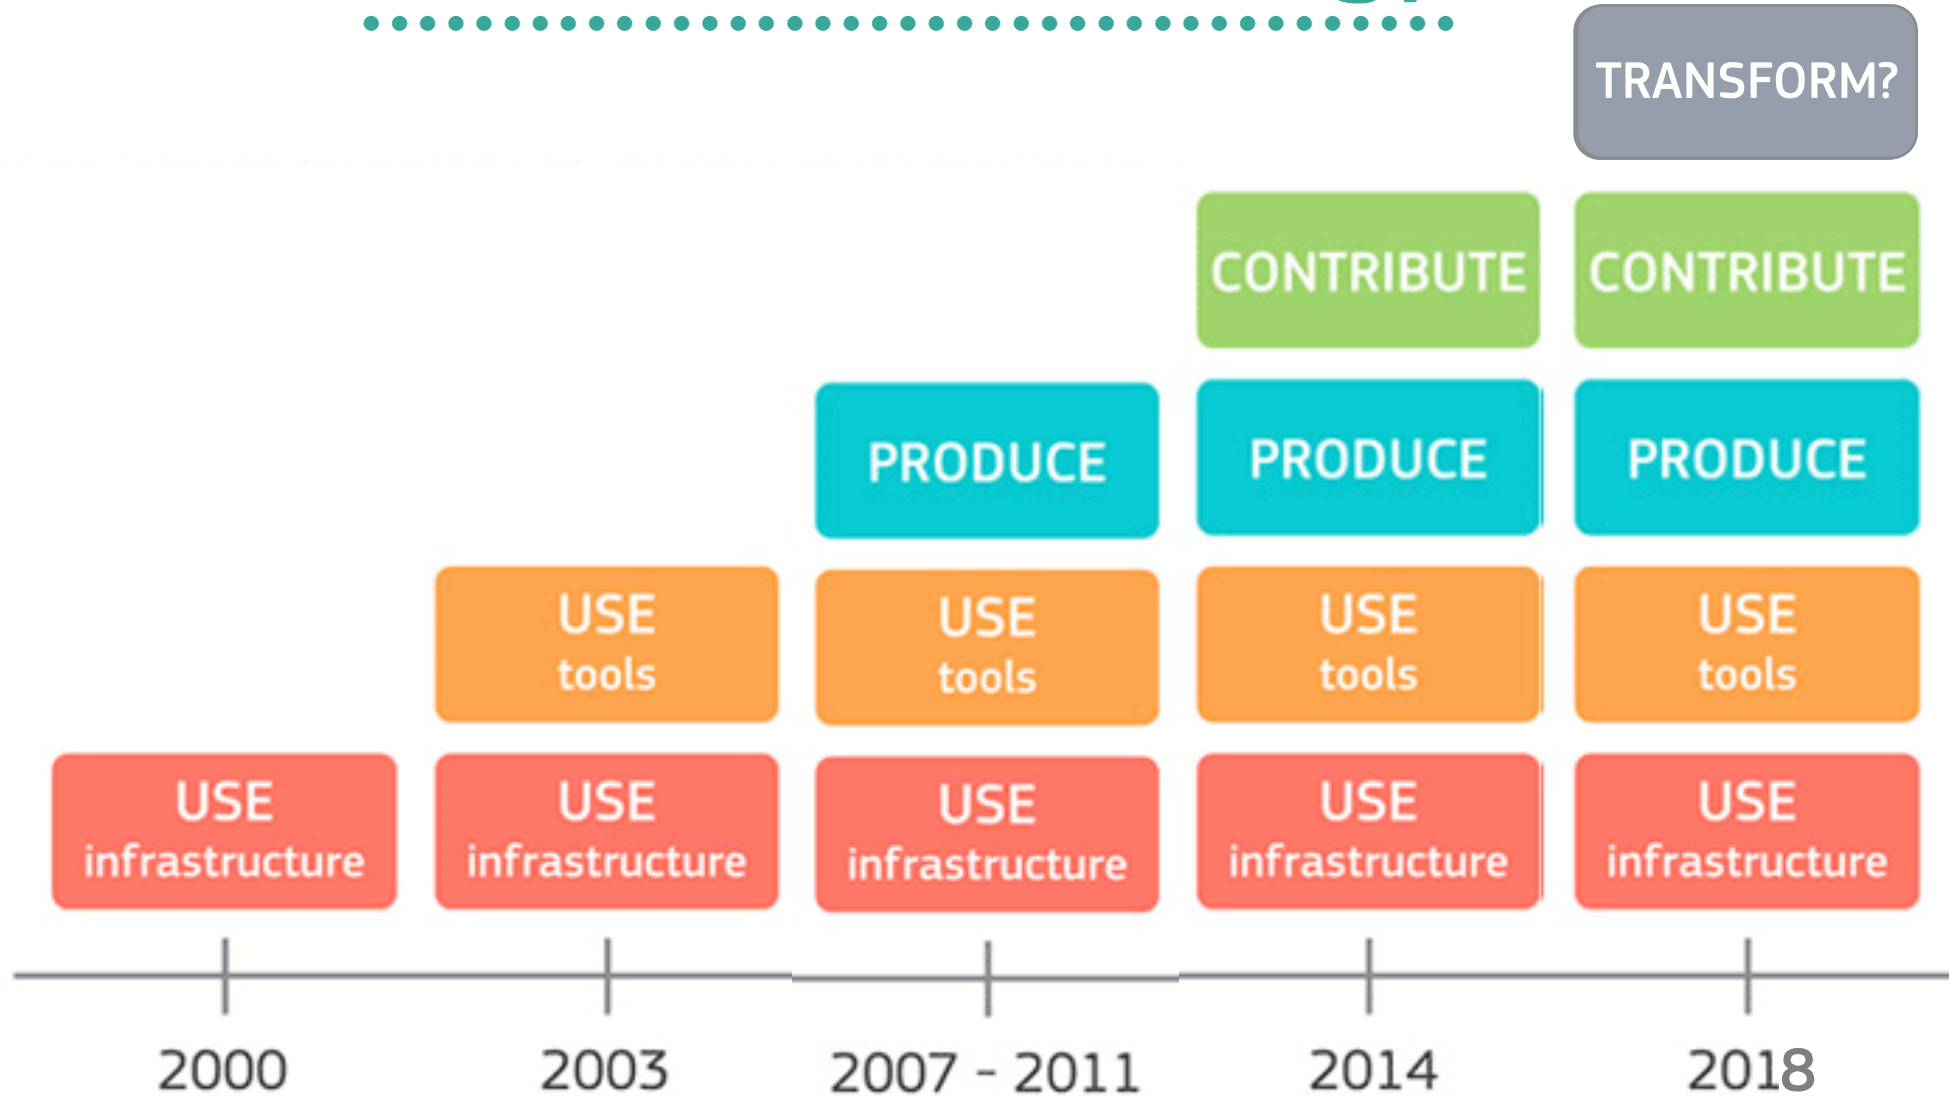 TRANSFORM?
CONTRIBUTE CONTRIBUTE
PRODUCE PRODUCE PRODUCE
USE USE USE USE
tools tools tools tools
USE USE USE USE USE
infrastructure infrastructure infrastructure infrastructure infrastructure
2000 2003 2007 - 2011 2014 2018